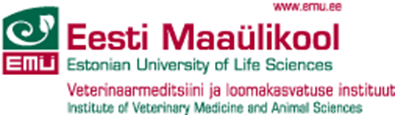 www.emu.ee
Eesti Maaülikool
EMÜ
Estonian University of Life Sciences
Veterinaarmeditsiini ja loomakasvatuse instituut
Institute of Veterinary Medicine and Animal Sciences